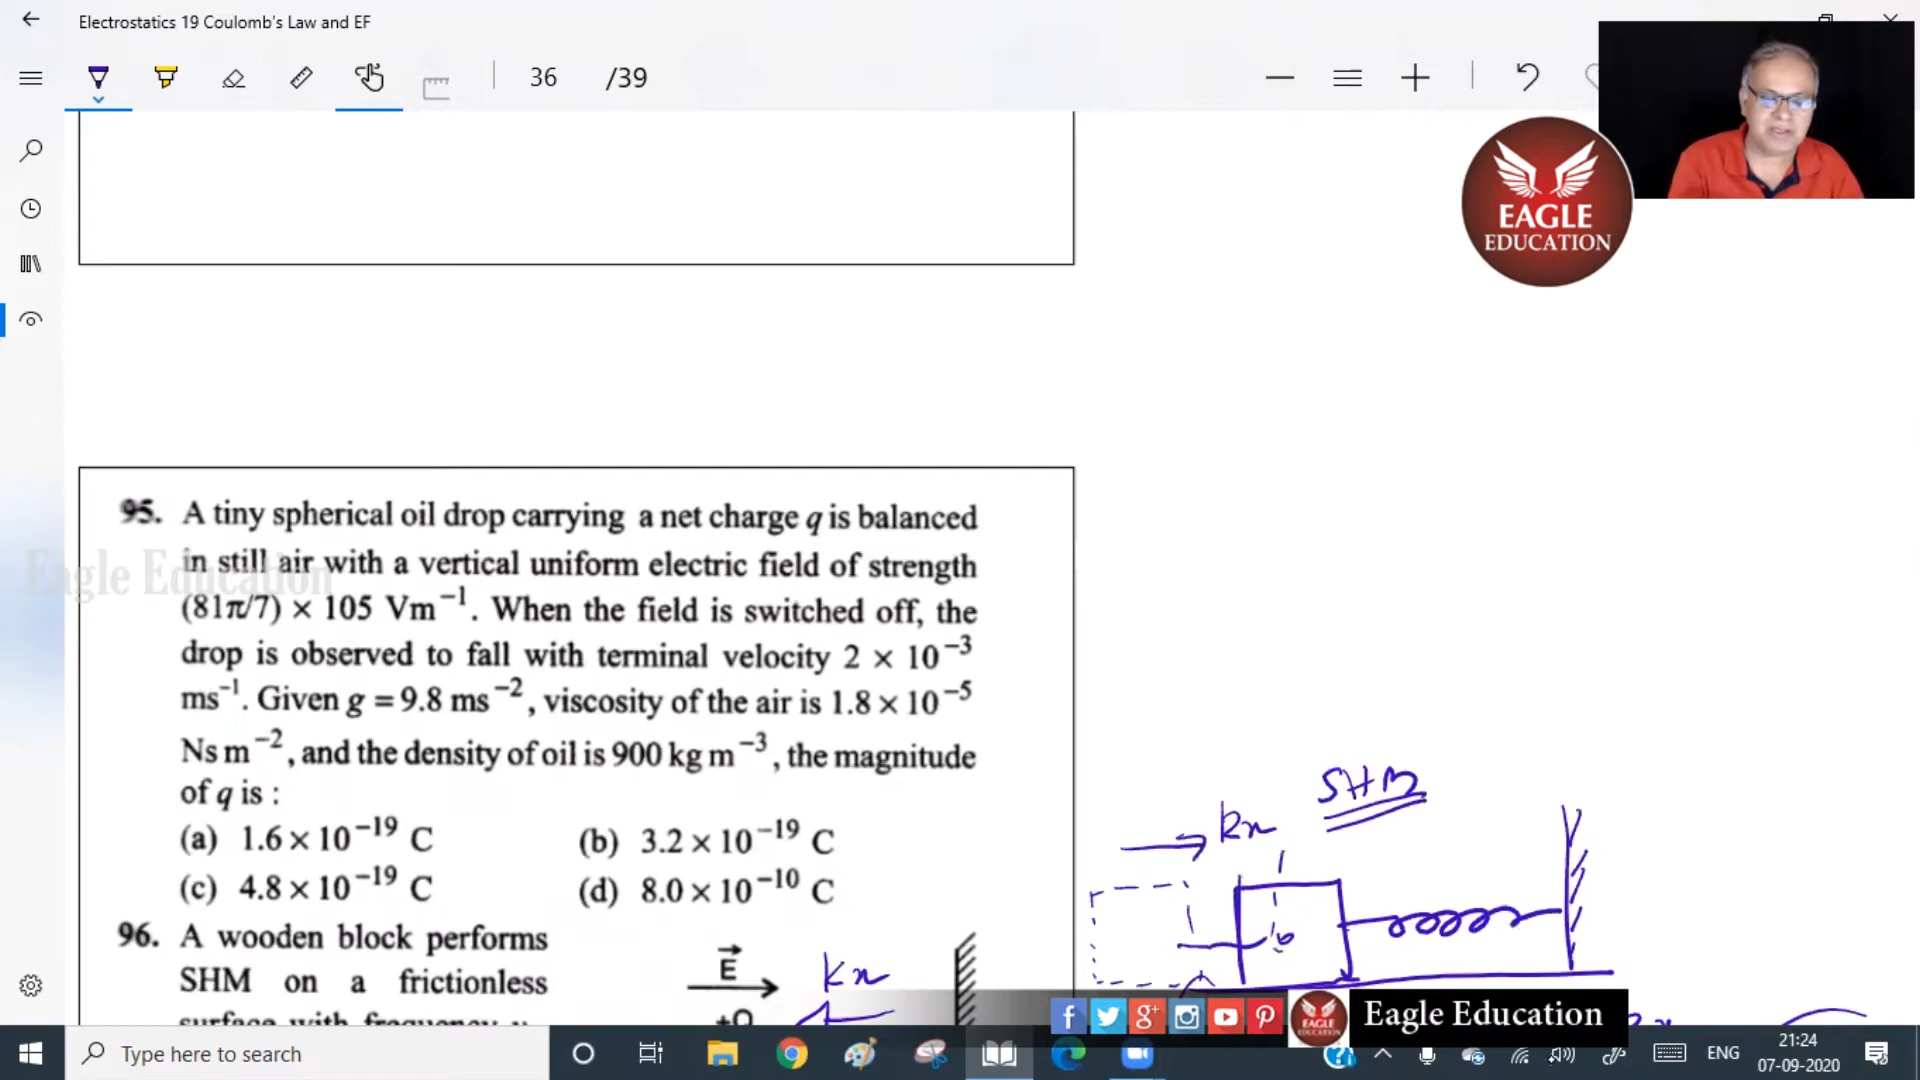 Electrostatics 19 Coulomb's Law and EF
36 /39
EAGLE
EDUCATION
95. A tiny spherical oil drop carrying a net charge q is balanced
in still air with a vertical uniform electric field of strength
(81π/7) × 105 Vm⁻¹. When the field is switched off, the
drop is observed to fall with terminal velocity 2 × 10⁻³
ms⁻¹. Given g = 9.8 ms⁻², viscosity of the air is 1.8 × 10⁻⁵
Ns m⁻², and the density of oil is 900 kg m⁻³, the magnitude
of q is :
(a) 1.6 × 10⁻¹⁹ C (b) 3.2 × 10⁻¹⁹ C
(c) 4.8 × 10⁻¹⁹ C (d) 8.0 × 10⁻¹⁰ C
Eagle Education
96. A wooden block performs
SHM on a frictionless
surface with frequency
E
+Q
kx
SHM
kx
Eagle Education
Type here to search
ENG
21:24
07-09-2020